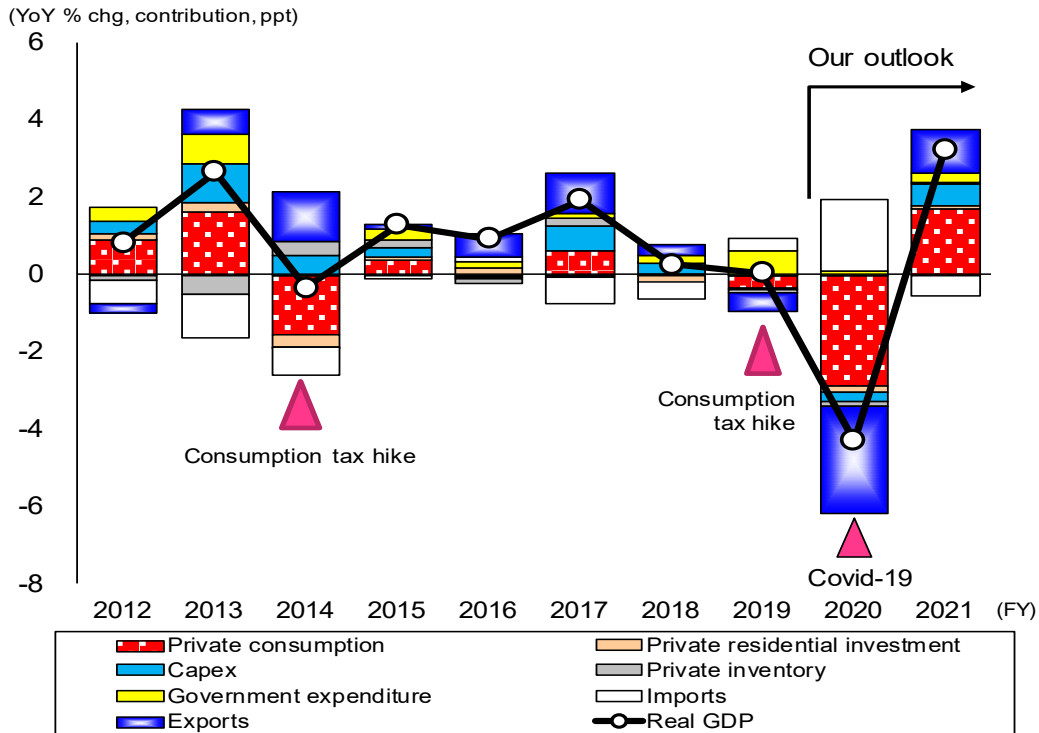 (YoY % chg, contribution, ppt)
6
Our outlook
4
2
0
-2
Consumption
tax hike
-4
Consumption tax hike
-6
Covid-19
-8
2012 2013 2014 2015 2016 2017 2018 2019 2020 2021 (FY)
Private consumption Private residential investment
Capex Private inventory
Government expenditure Imports
Exports Real GDP